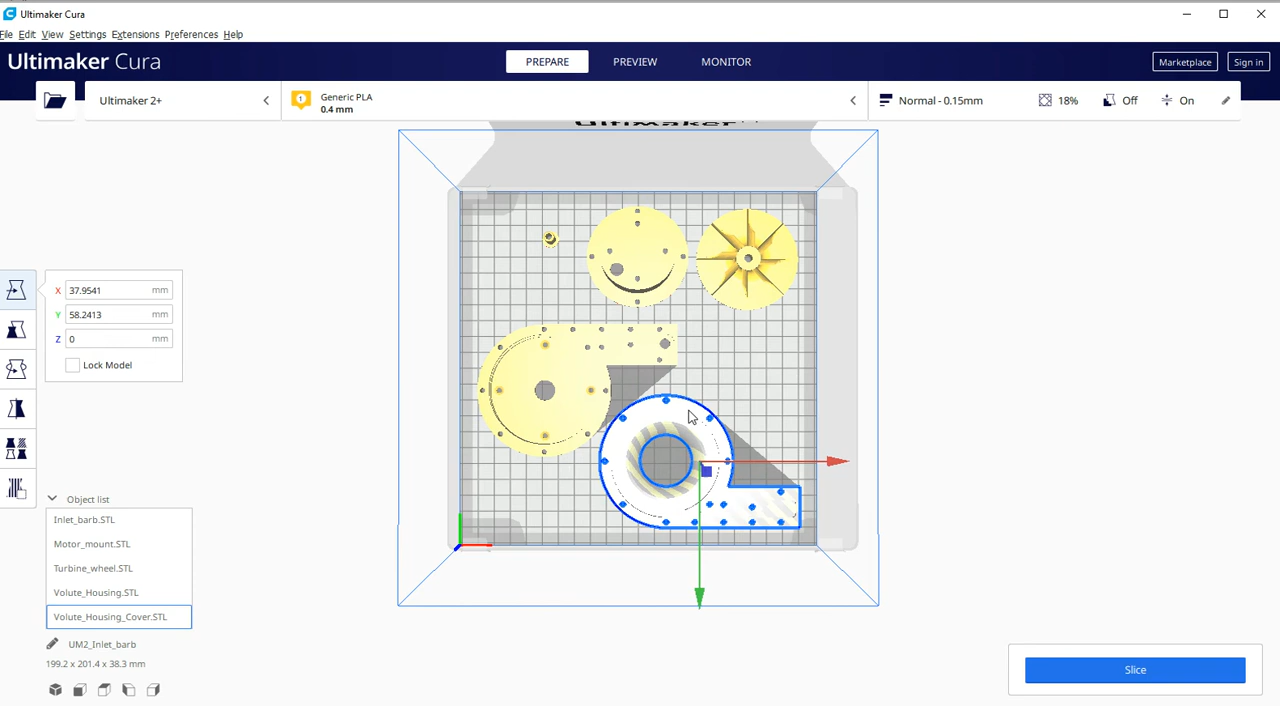 Ultimaker Cura
File Edit View Settings Extensions Preferences Help
Ultimaker Cura
PREPARE
PREVIEW
MONITOR
Marketplace
Sign in
Ultimaker 2+
1
Generic PLA
0.4 mm
Normal - 0.15mm
18%
Off
On
Ultimaker
X 37.9541 mm
Y 58.2413 mm
Z 0 mm
Lock Model
Object list
Inlet_barb.STL
Motor_mount.STL
Turbine_wheel.STL
Volute_Housing.STL
Volute_Housing_Cover.STL
UM2_Inlet_barb
199.2 x 201.4 x 38.3 mm
Slice